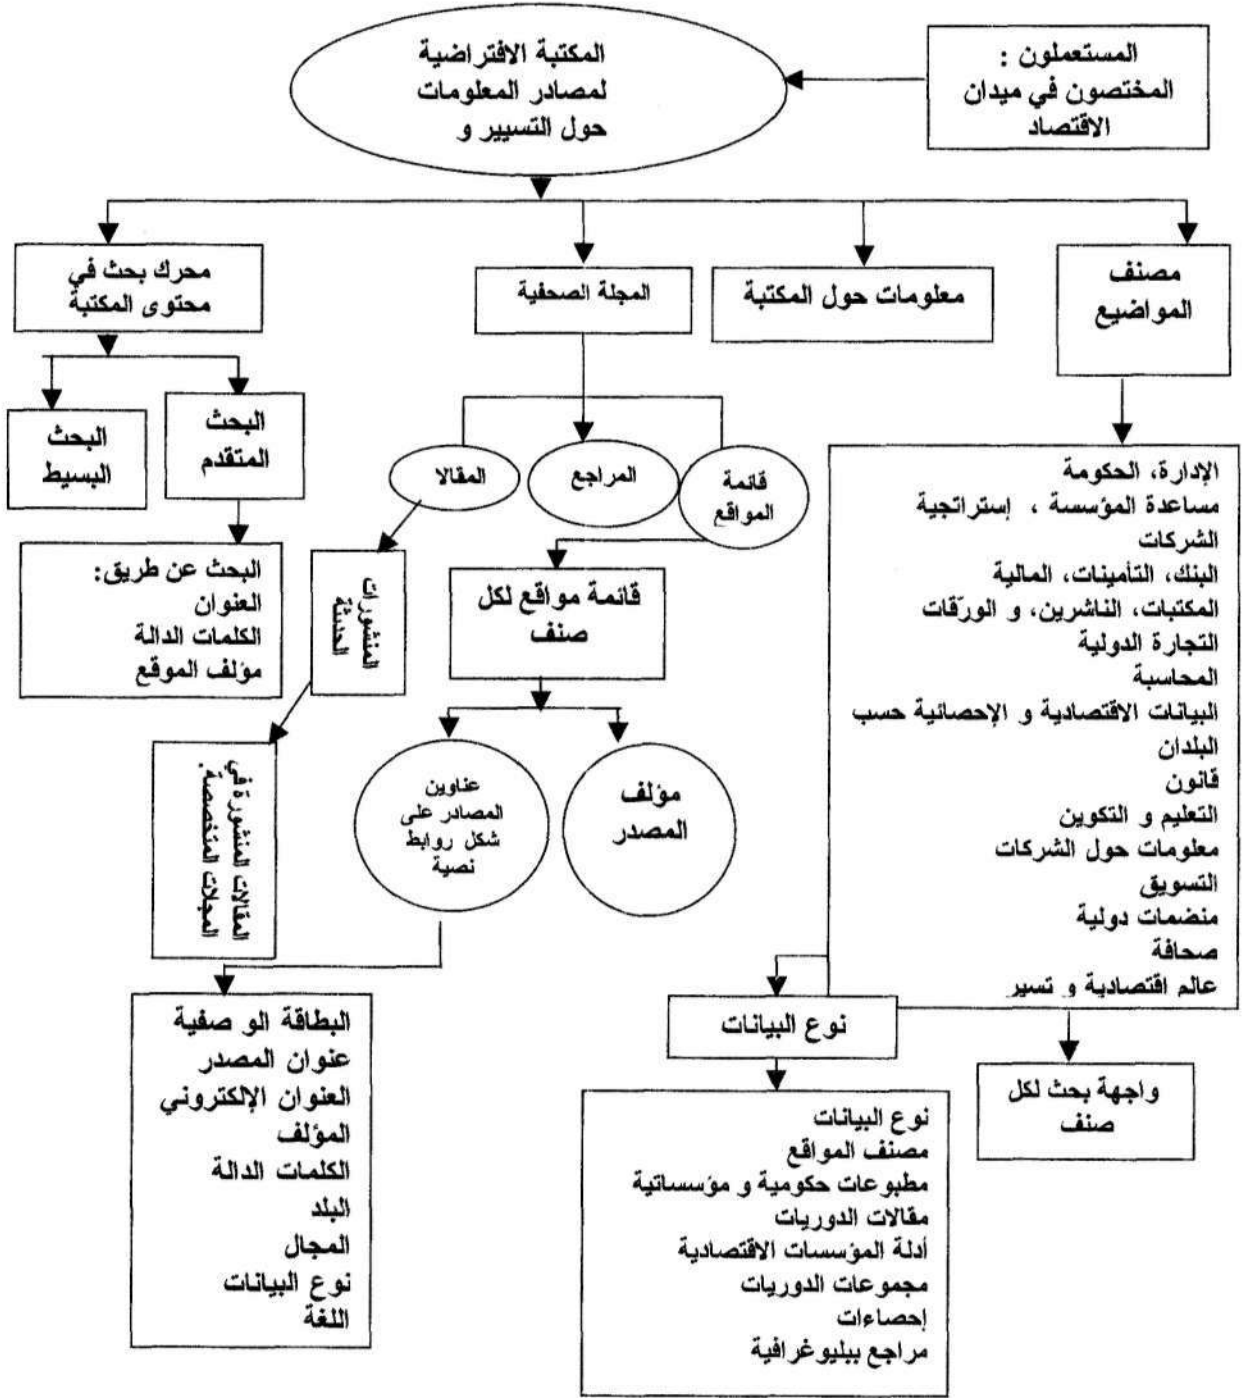 المستعملون :
المختصون في ميدان
الاقتصاد
المكتبة الافتراضية
لمصادر المعلومات
حول التسيير و
مصنف
المواضيع
معلومات حول المكتبة
المجلة الصحفية
محرك بحث في
محتوى المكتبة
البحث
المتقدم
البحث
البسيط
قائمة
المواقع
المراجع
المقالا
الإدارة، الحكومة
مساعدة المؤسسة ، إستراتجية
الشركات
البنك، التأمينات، المالية
المكتبات، الناشرين، و الورّقات
التجارة الدولية
المحاسبة
البيانات الاقتصادية و الإحصائية حسب
البلدان
قانون
التعليم و التكوين
معلومات حول الشركات
التسويق
منضمات دولية
صحافة
عالم اقتصادية و تسير
قائمة مواقع لكل
صنف
المنشورات
الحديثة
البحث عن طريق:
العنوان
الكلمات الدالة
مؤلف الموقع
مؤلف
المصدر
عناوين
المصادر على
شكل روابط
نصية
المقالات المنشورة في
المجلات المتخصصة.
نوع البيانات
واجهة بحث لكل
صنف
نوع البيانات
مصنف المواقع
مطبوعات حكومية و مؤسساتية
مقالات الدوريات
أدلة المؤسسات الاقتصادية
مجموعات الدوريات
إحصاءات
مراجع ببليوغرافية
البطاقة الو صفية
عنوان المصدر
العنوان الإلكتروني
المؤلف
الكلمات الدالة
البلد
المجال
نوع البيانات
اللغة